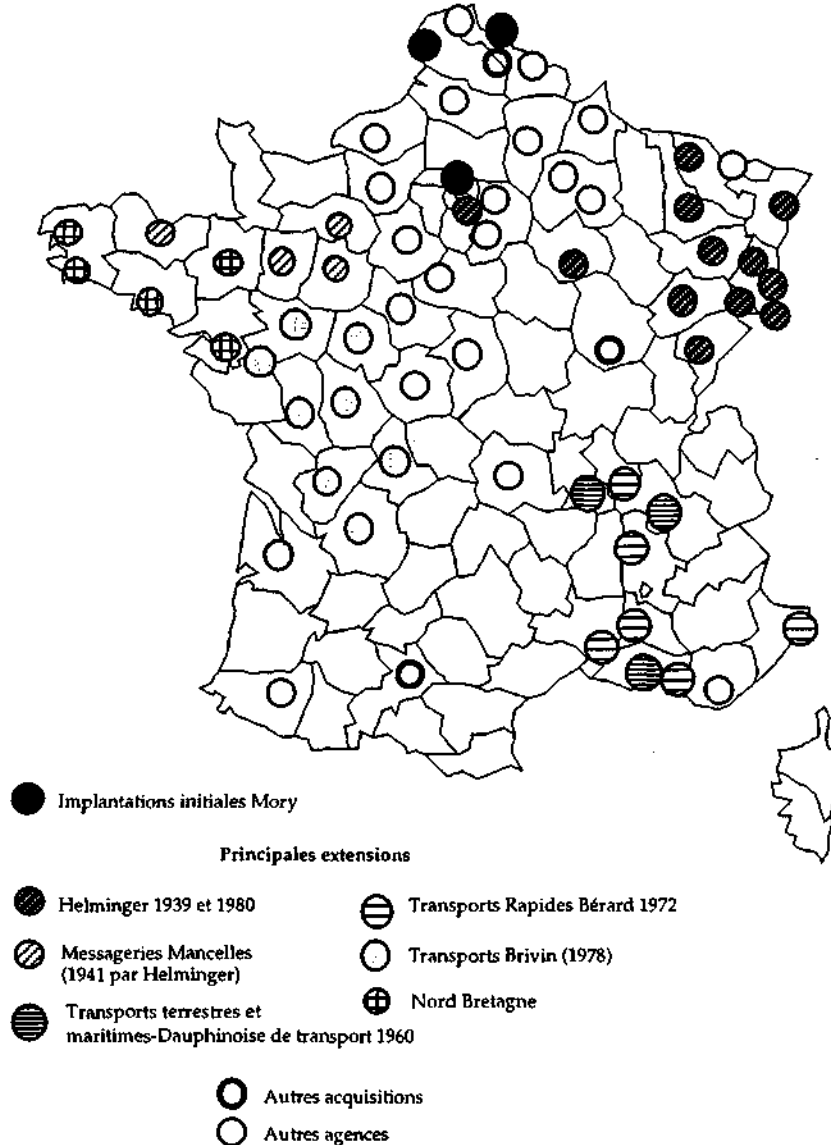 Implantations initiales Mory
Principales extensions
Helminger 1939 et 1980
Messageries Mancelles
(1941 par Helminger)
Transports terrestres et
maritimes-Dauphinoise de transport 1960
Transports Rapides Bérard 1972
Transports Brivin (1978)
Nord Bretagne
Autres acquisitions
Autres agences